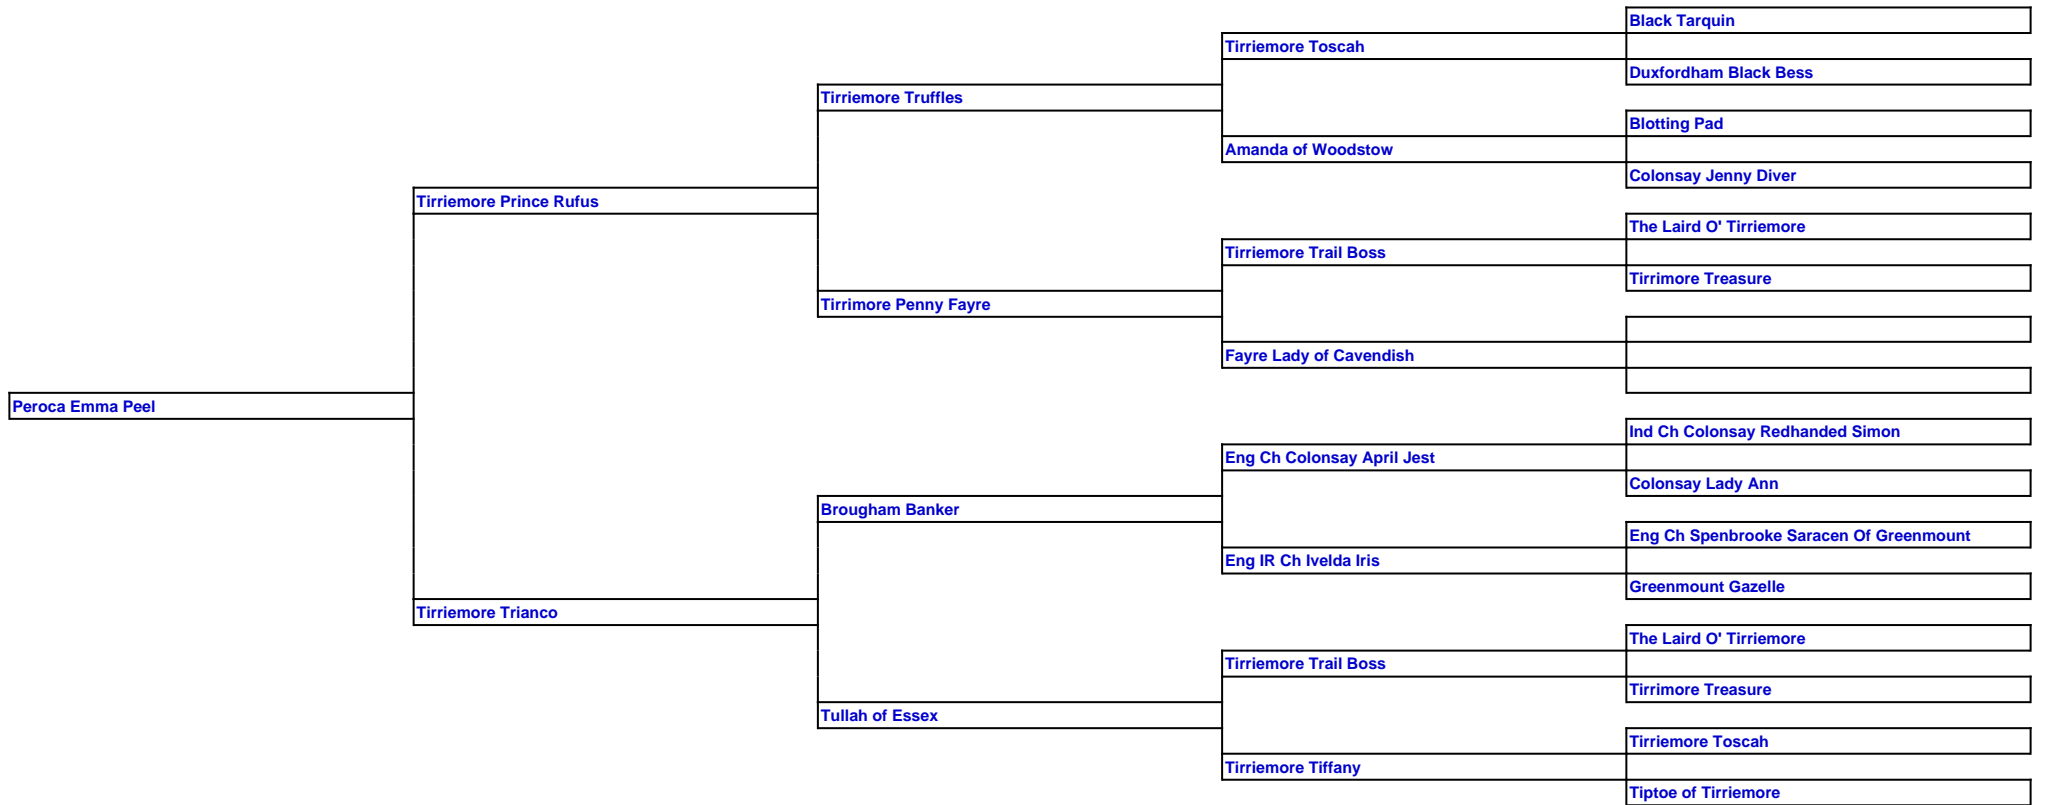 Black Tarquin
Tirriemore Toscah
Duxfordham Black Bess
Tirriemore Truffles
Blotting Pad
Amanda of Woodstow
Colonsay Jenny Diver
Tirriemore Prince Rufus
The Laird O' Tirriemore
Tirriemore Trail Boss
Tirrimore Treasure
Tirrimore Penny Fayre
Fayre Lady of Cavendish
Peroca Emma Peel
Ind Ch Colonsay Redhanded Simon
Eng Ch Colonsay April Jest
Colonsay Lady Ann
Brougham Banker
Eng Ch Spenbrooke Saracen Of Greenmount
Eng IR Ch Ivelda Iris
Greenmount Gazelle
Tirriemore Trianco
The Laird O' Tirriemore
Tirriemore Trail Boss
Tirrimore Treasure
Tullah of Essex
Tirriemore Toscah
Tirriemore Tiffany
Tiptoe of Tirriemore